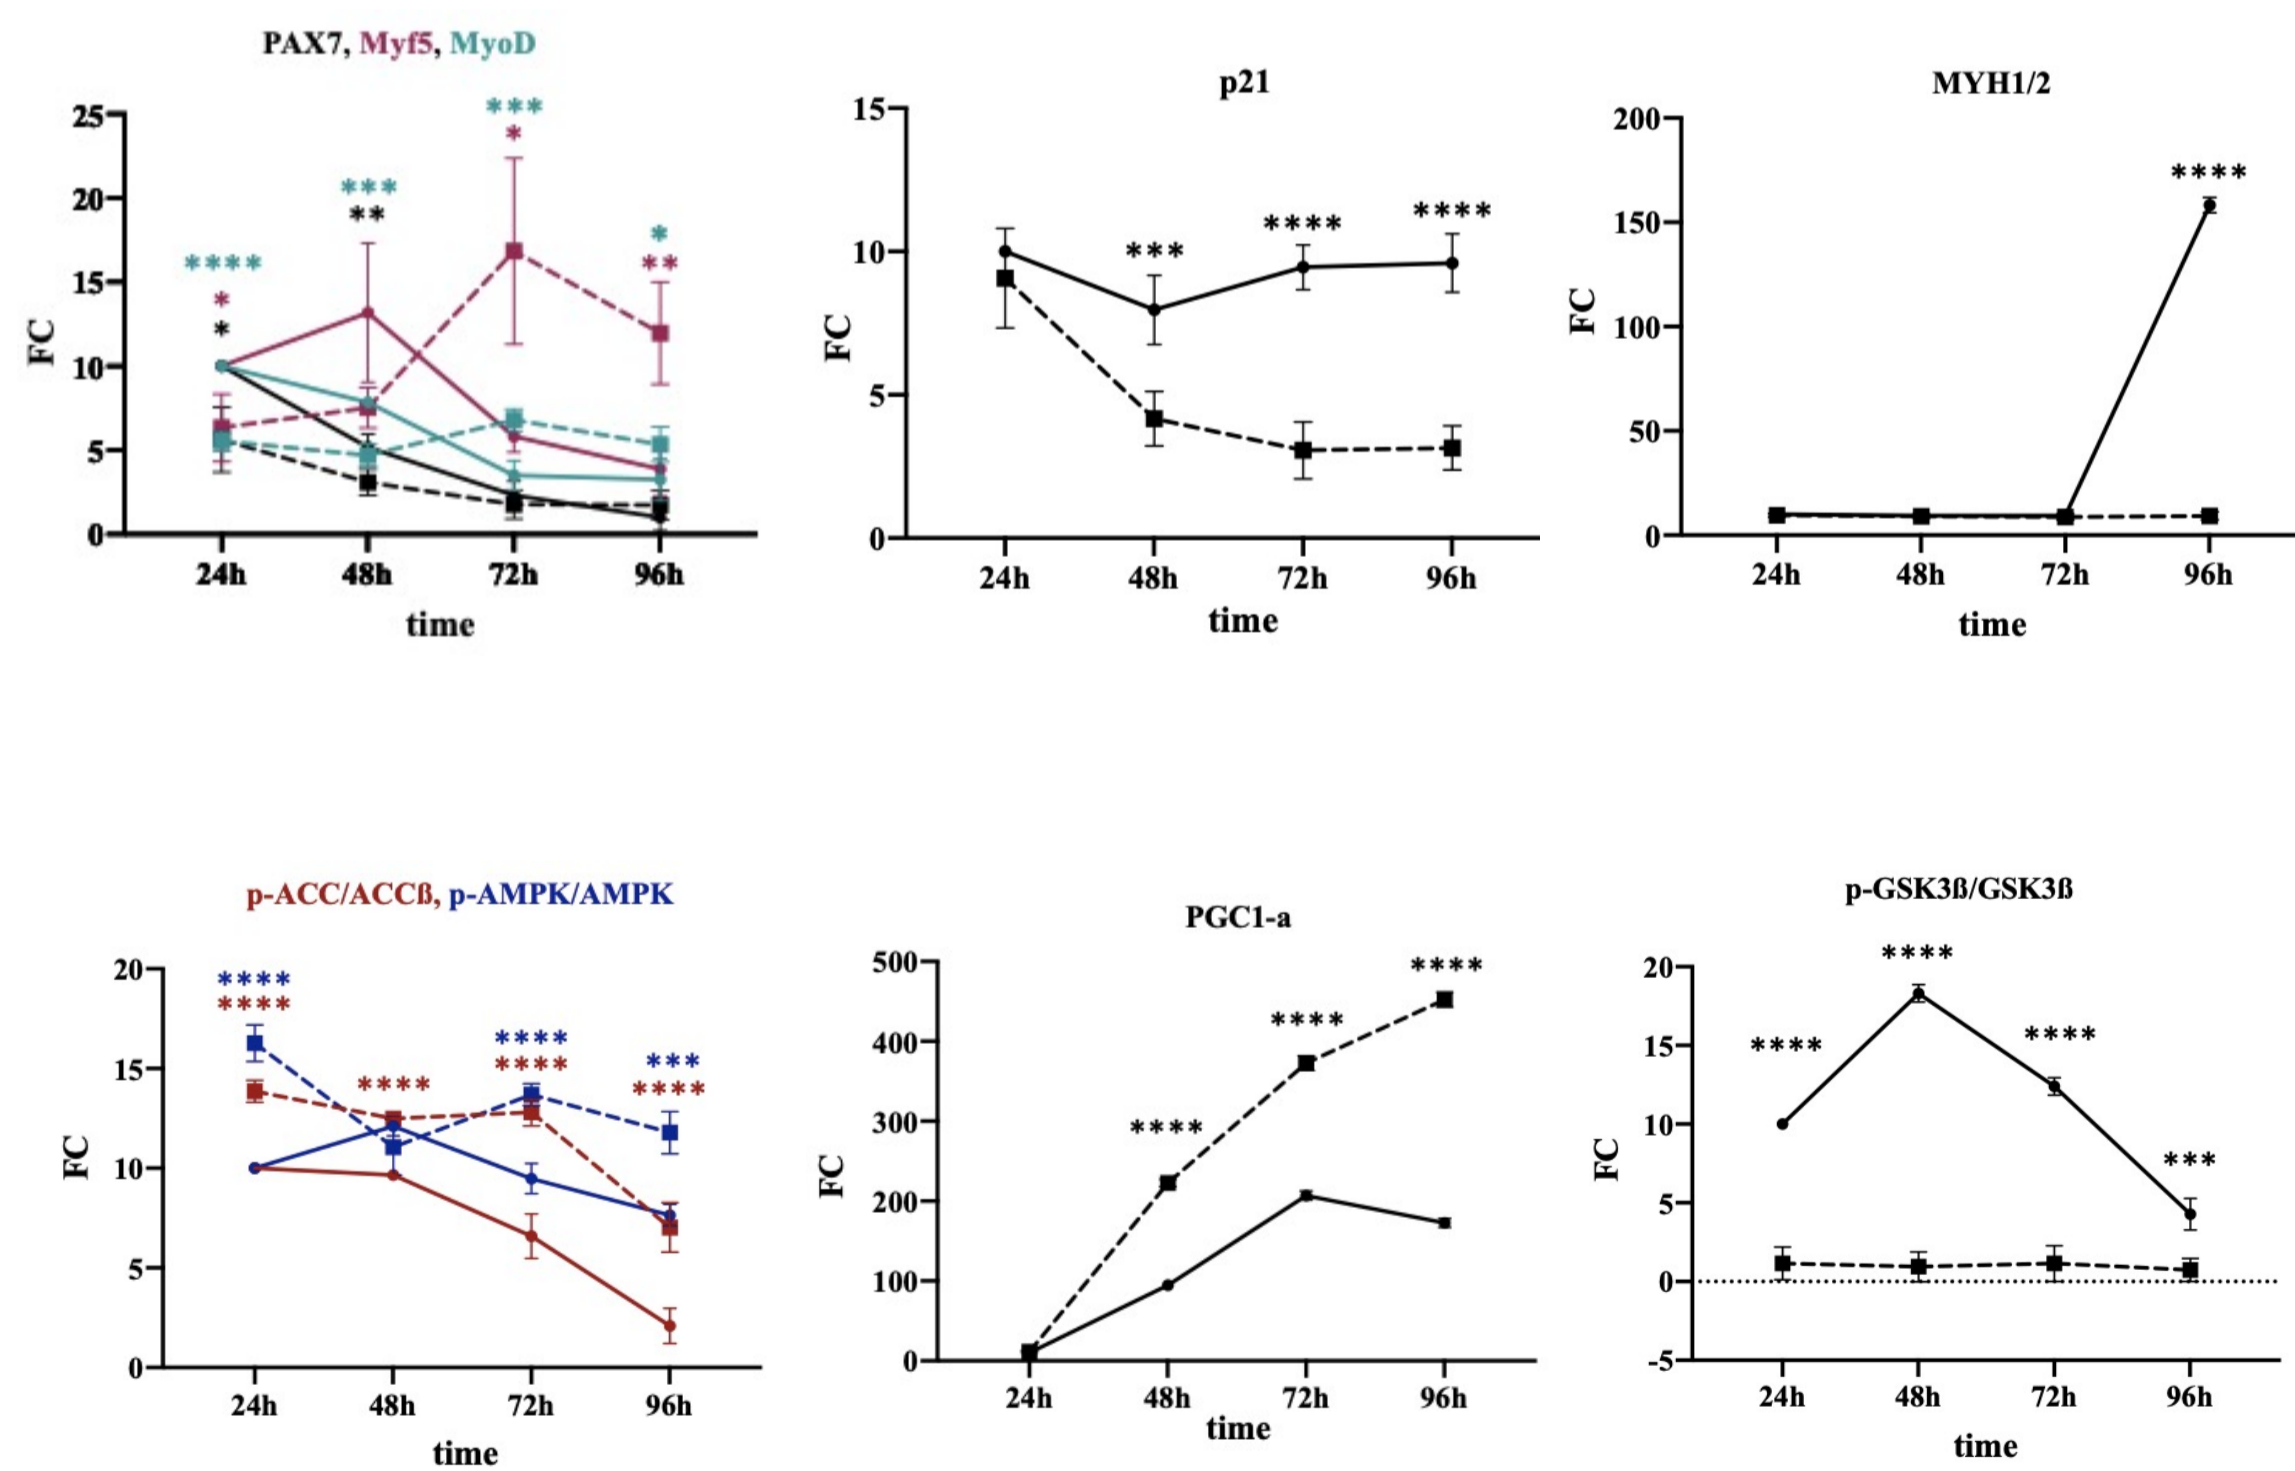 PAX7, Myf5, MyoD
25
20
15
10
5
0
FC
***
*
***
**
****
*
*
*
**
24h 48h 72h 96h
time
p21
15
10
5
0
FC
***
****
****
24h 48h 72h 96h
time
MYH1/2
200
150
100
50
0
FC
****
24h 48h 72h 96h
time
p-ACC/ACCß, p-AMPK/AMPK
20
15
10
5
0
FC
****
****
****
****
****
***
****
24h 48h 72h 96h
time
PGC1-a
500
400
300
200
100
0
FC
****
****
****
24h 48h 72h 96h
time
p-GSK3ß/GSK3ß
20
15
10
5
0
-5
FC
****
****
****
***
24h 48h 72h 96h
time